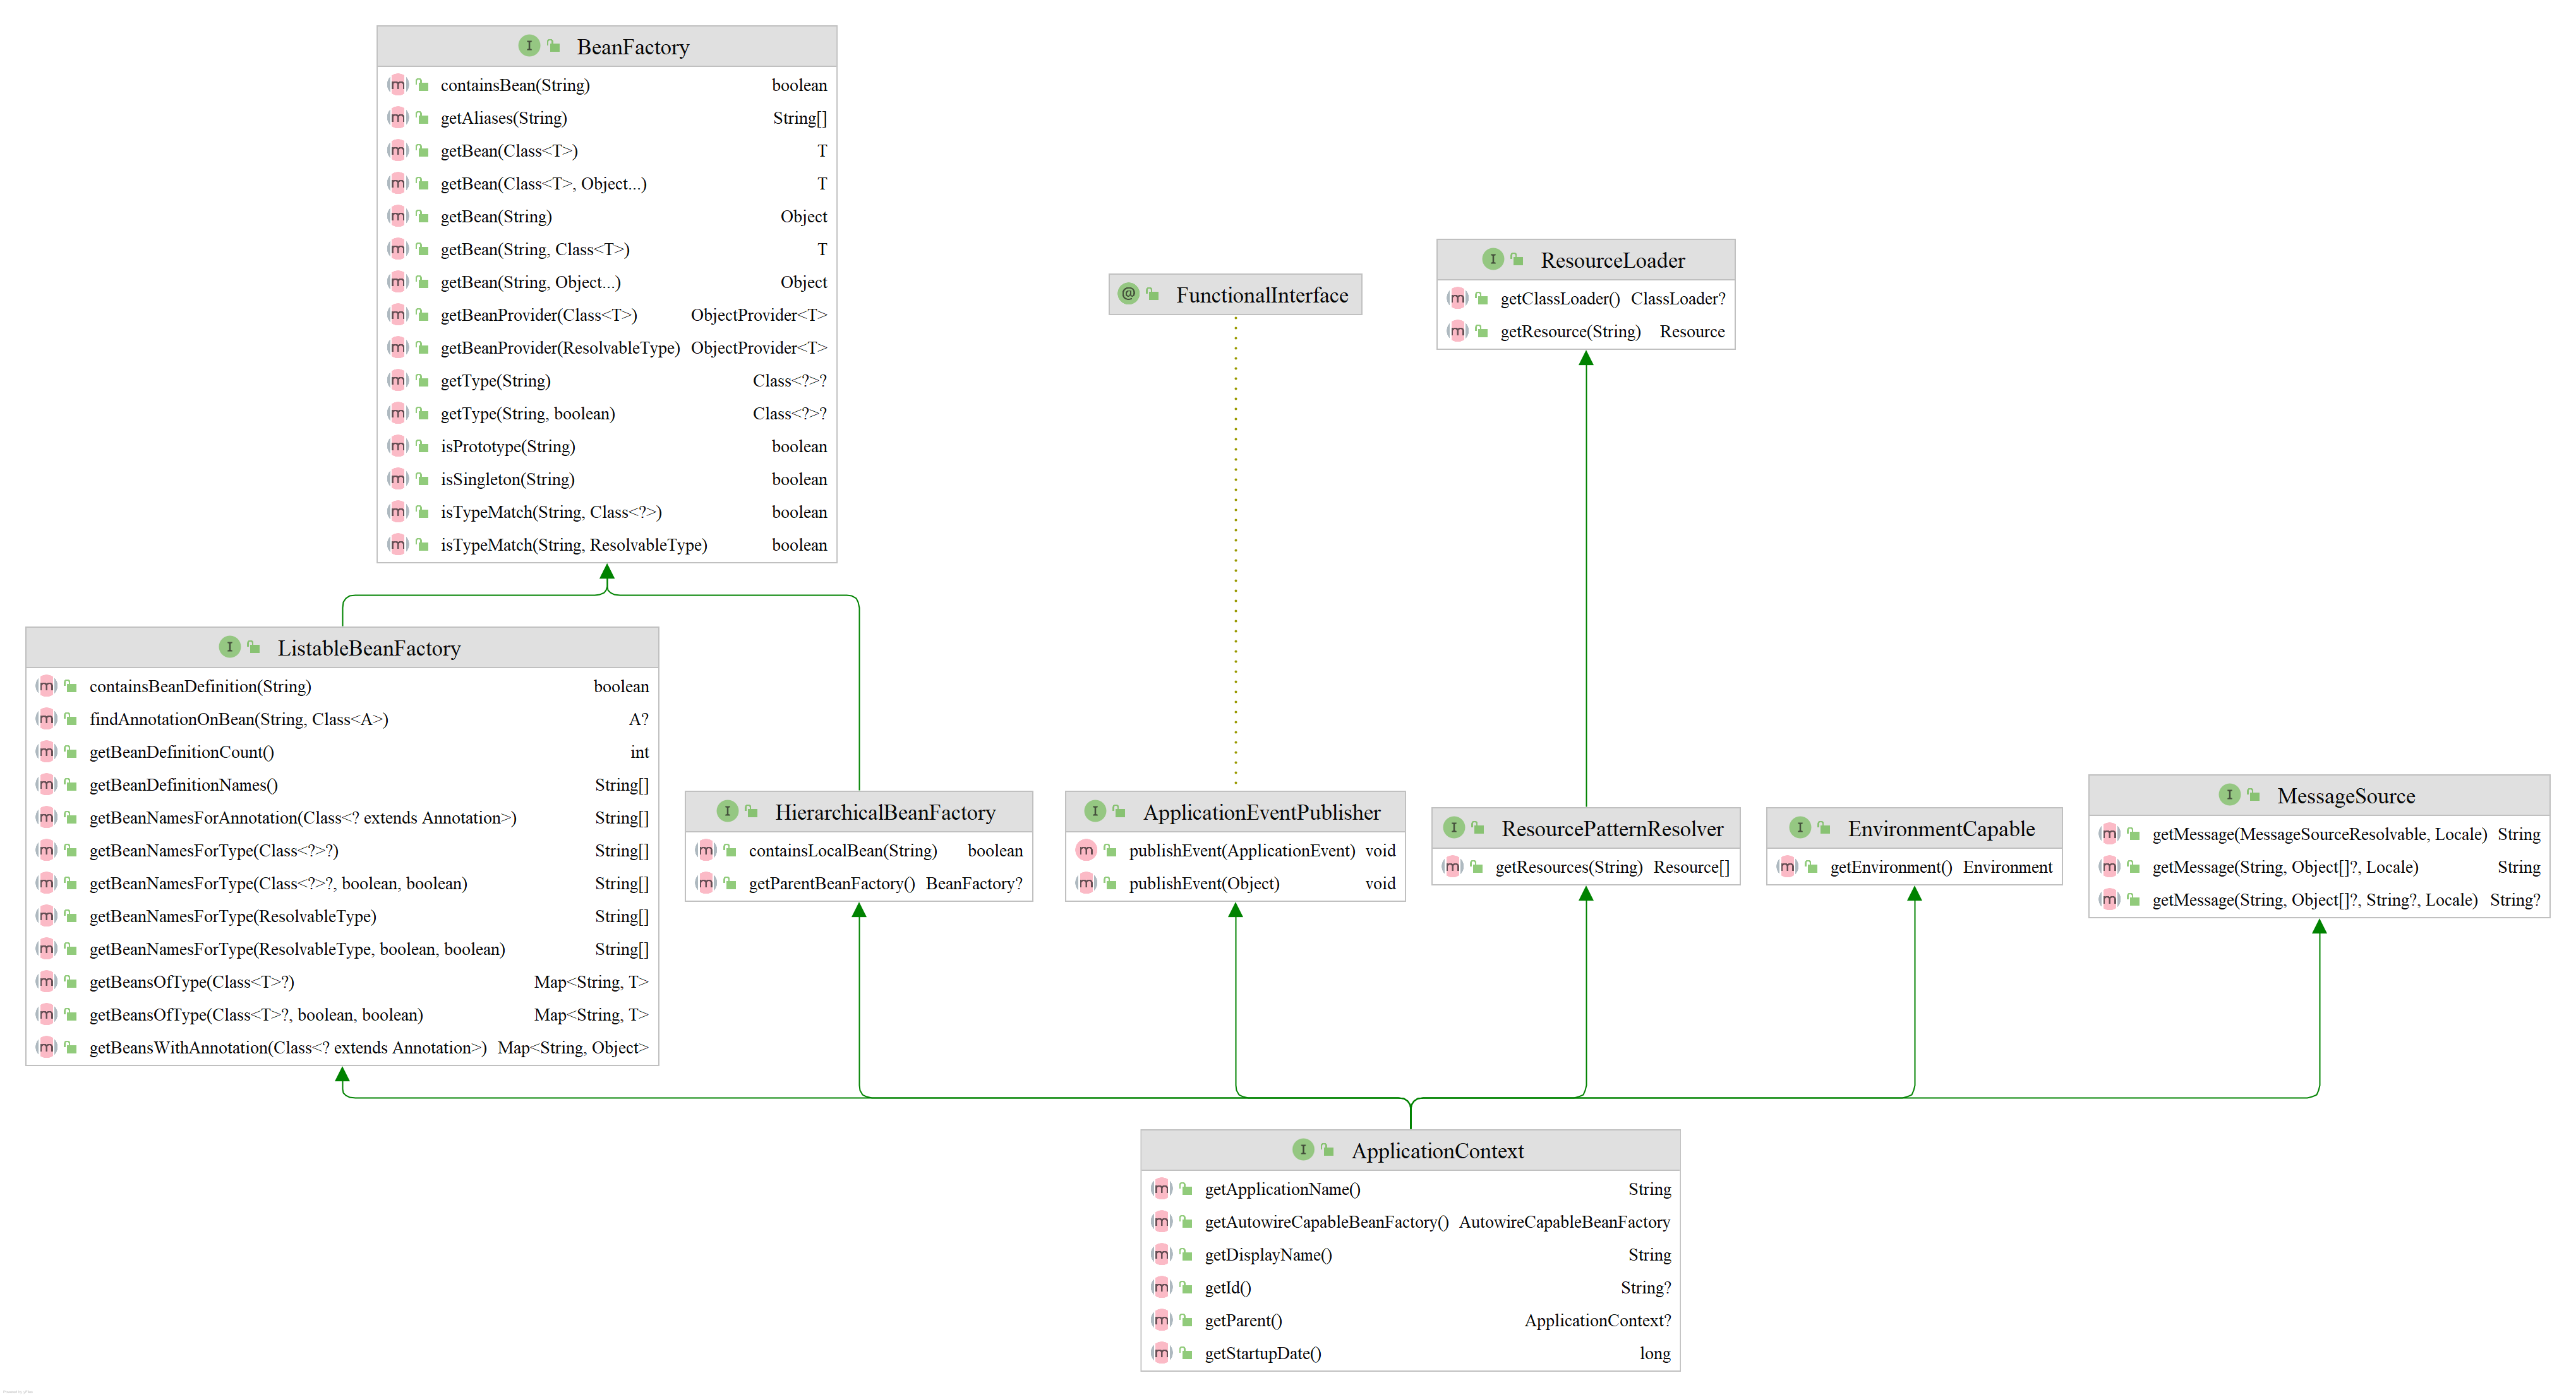 BeanFactory
containsBean(String) boolean
getAliases(String) String[]
getBean(Class<T>) T
getBean(Class<T>, Object...) T
getBean(String) Object
getBean(String, Class<T>) T
getBean(String, Object...) Object
getBeanProvider(Class<T>) ObjectProvider<T>
getBeanProvider(ResolvableType) ObjectProvider<T>
getType(String) Class<?>?
getType(String, boolean) Class<?>?
isPrototype(String) boolean
isSingleton(String) boolean
isTypeMatch(String, Class<?>) boolean
isTypeMatch(String, ResolvableType) boolean
FunctionalInterface
ResourceLoader
getClassLoader() ClassLoader?
getResource(String) Resource
ListableBeanFactory
containsBeanDefinition(String) boolean
findAnnotationOnBean(String, Class<A>) A?
getBeanDefinitionCount() int
getBeanDefinitionNames() String[]
getBeanNamesForAnnotation(Class<? extends Annotation>) String[]
getBeanNamesForType(Class<?>?) String[]
getBeanNamesForType(Class<?>?, boolean, boolean) String[]
getBeanNamesForType(ResolvableType) String[]
getBeanNamesForType(ResolvableType, boolean, boolean) String[]
getBeansOfType(Class<T>?) Map<String, T>
getBeansOfType(Class<T>?, boolean, boolean) Map<String, T>
getBeansWithAnnotation(Class<? extends Annotation>) Map<String, Object>
HierarchicalBeanFactory
containsLocalBean(String) boolean
getParentBeanFactory() BeanFactory?
ApplicationEventPublisher
publishEvent(ApplicationEvent) void
publishEvent(Object) void
ResourcePatternResolver
getResources(String) Resource[]
EnvironmentCapable
getEnvironment() Environment
MessageSource
getMessage(MessageSourceResolvable, Locale) String
getMessage(String, Object[]?, Locale) String
getMessage(String, Object[]?, String?, Locale) String?
ApplicationContext
getApplicationName() String
getAutowireCapableBeanFactory() AutowireCapableBeanFactory
getDisplayName() String
getId() String?
getParent() ApplicationContext?
getStartupDate() long